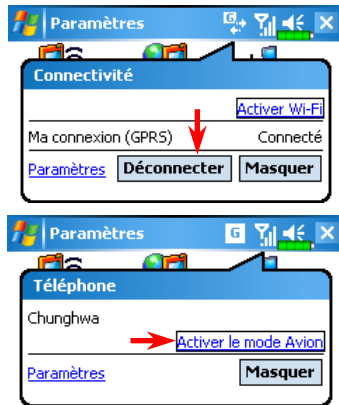 Paramètres
Connectivité
Activer Wi-Fi
Ma connexion (GPRS) Connecté
Paramètres Déconnecter Masquer
Paramètres G
Téléphone
Chunghwa
Activer le mode Avion
Paramètres Masquer